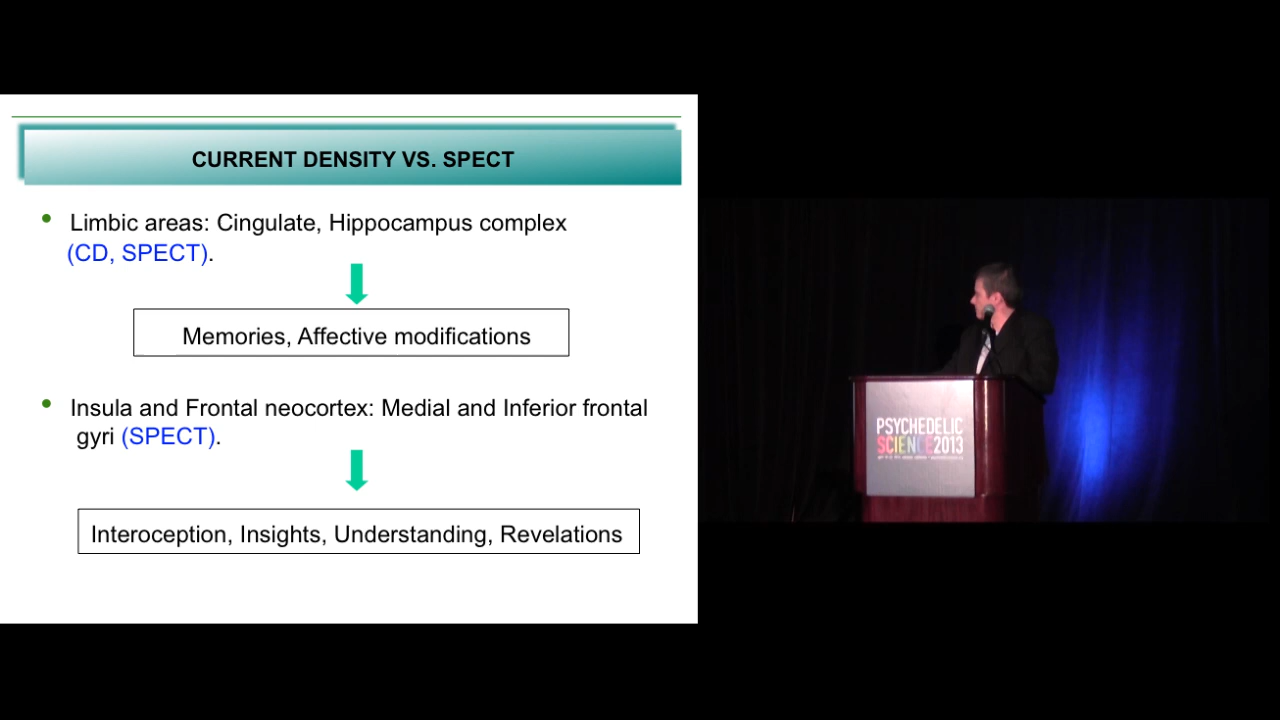 CURRENT DENSITY VS. SPECT
• Limbic areas: Cingulate, Hippocampus complex
(CD, SPECT).
Memories, Affective modifications
• Insula and Frontal neocortex: Medial and Inferior frontal
gyri (SPECT).
Interoception, Insights, Understanding, Revelations
PSYCHEDELIC
SCIENCE2013